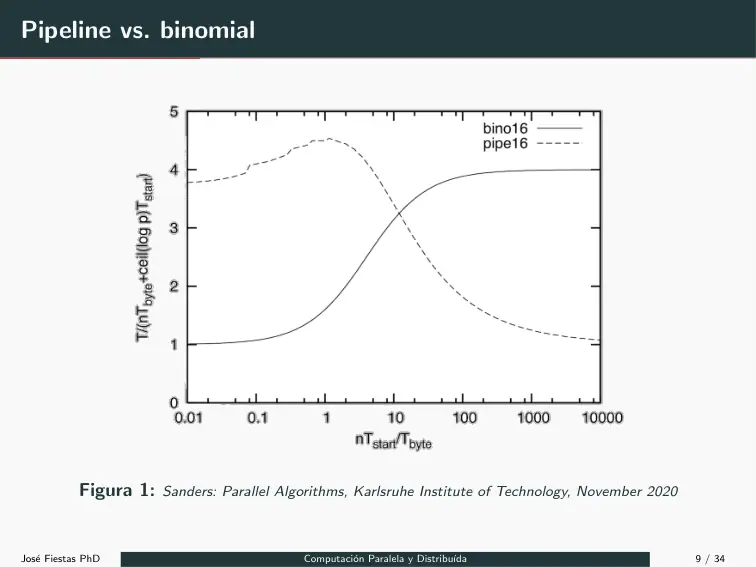 Pipeline vs. binomial
5
4
3
2
1
0
T/(nT_byte+ceil(log p)T_start)
bino16
pipe16
0.01 0.1 1 10 100 1000 10000
nT_start/T_byte
Figura 1: Sanders: Parallel Algorithms, Karlsruhe Institute of Technology, November 2020
José Fiestas PhD Computación Paralela y Distribuída 9 / 34